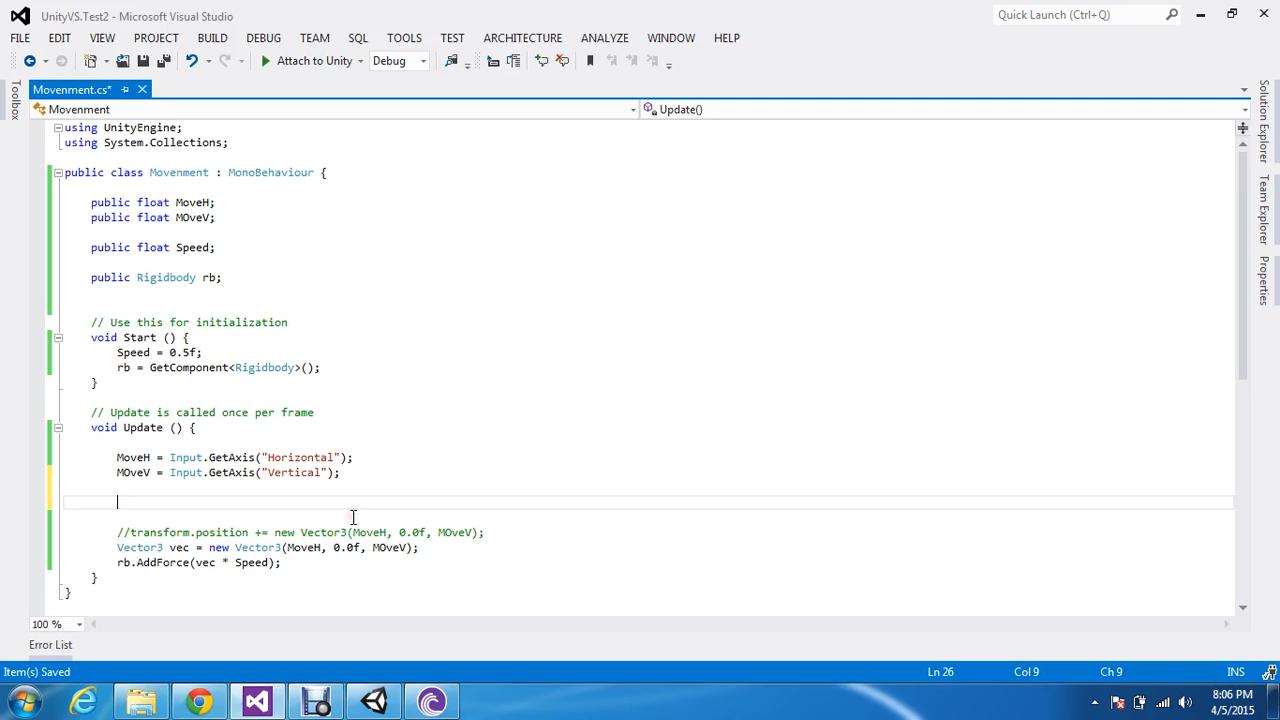 UnityVS.Test2 - Microsoft Visual Studio
Quick Launch (Ctrl+Q)
FILE EDIT VIEW PROJECT BUILD DEBUG TEAM SQL TOOLS TEST ARCHITECTURE ANALYZE WINDOW HELP
Attach to Unity Debug
Toolbox
Movenment.cs*
Movenment Update()
using UnityEngine;
using System.Collections;
public class Movenment : MonoBehaviour {
public float MoveH;
public float MOveV;
public float Speed;
public Rigidbody rb;
// Use this for initialization
void Start () {
Speed = 0.5f;
rb = GetComponent<Rigidbody>();
}
// Update is called once per frame
void Update () {
MoveH = Input.GetAxis("Horizontal");
MOveV = Input.GetAxis("Vertical");
//transform.position += new Vector3(MoveH, 0.0f, MOveV);
Vector3 vec = new Vector3(MoveH, 0.0f, MOveV);
rb.AddForce(vec * Speed);
}
}
Solution Explorer
Team Explorer
Properties
100 %
Error List
Item(s) Saved Ln 26 Col 9 Ch 9 INS
8:06 PM
4/5/2015